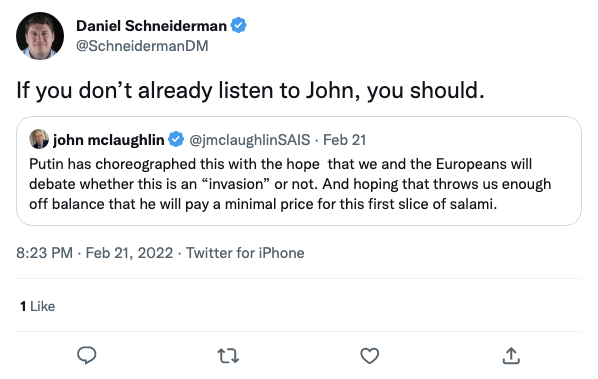 Daniel Schneiderman
@SchneidermanDM
If you don’t already listen to John, you should.
john mclaughlin @jmclaughlinSAIS · Feb 21
Putin has choreographed this with the hope  that we and the Europeans will
debate whether this is an “invasion” or not. And hoping that throws us enough
off balance that he will pay a minimal price for this first slice of salami.
8:23 PM · Feb 21, 2022 · Twitter for iPhone
1 Like